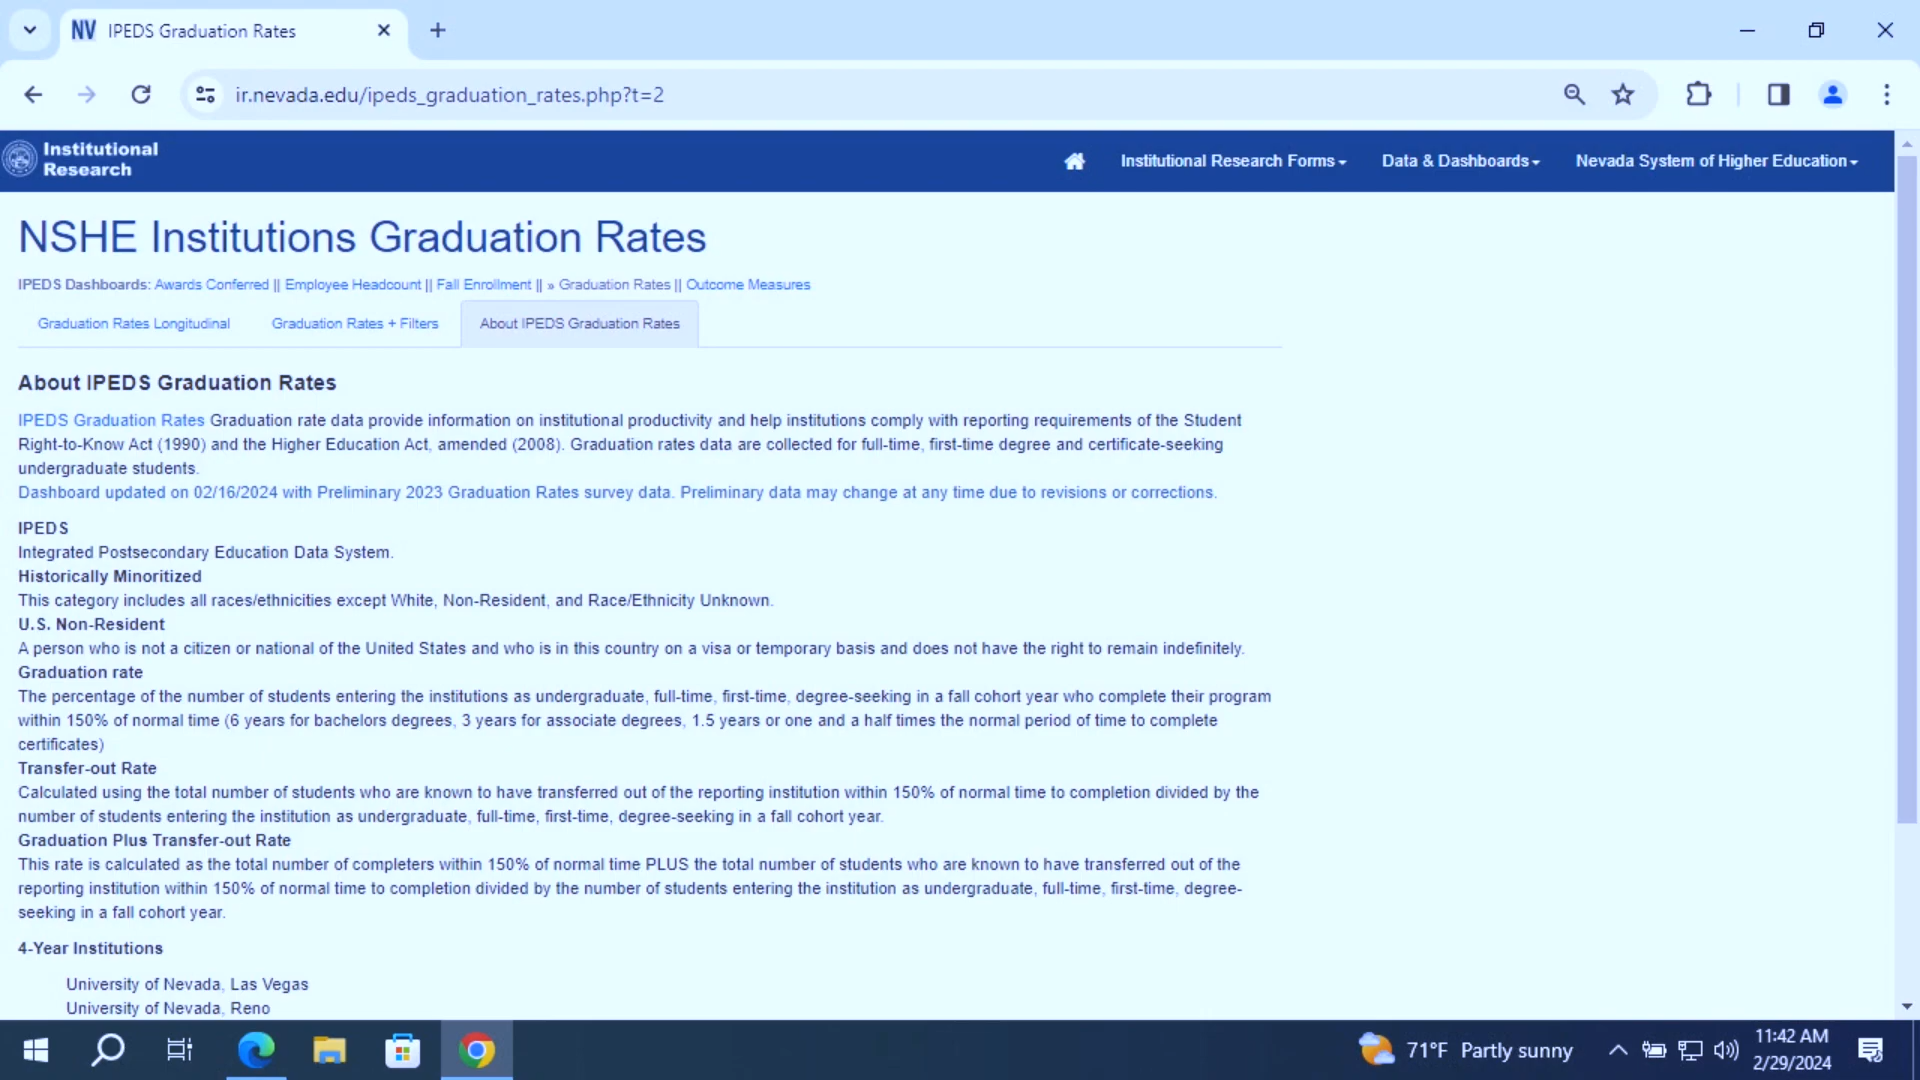 NV IPEDS Graduation Rates
ir.nevada.edu/ipeds_graduation_rates.php?t=2
Institutional
Research
Institutional Research Forms
Data & Dashboards
Nevada System of Higher Education
NSHE Institutions Graduation Rates
IPEDS Dashboards: Awards Conferred || Employee Headcount || Fall Enrollment || » Graduation Rates || Outcome Measures
Graduation Rates Longitudinal
Graduation Rates + Filters
About IPEDS Graduation Rates
About IPEDS Graduation Rates
IPEDS Graduation Rates Graduation rate data provide information on institutional productivity and help institutions comply with reporting requirements of the Student
Right-to-Know Act (1990) and the Higher Education Act, amended (2008). Graduation rates data are collected for full-time, first-time degree and certificate-seeking
undergraduate students.
Dashboard updated on 02/16/2024 with Preliminary 2023 Graduation Rates survey data. Preliminary data may change at any time due to revisions or corrections.
IPEDS
Integrated Postsecondary Education Data System.
Historically Minoritized
This category includes all races/ethnicities except White, Non-Resident, and Race/Ethnicity Unknown.
U.S. Non-Resident
A person who is not a citizen or national of the United States and who is in this country on a visa or temporary basis and does not have the right to remain indefinitely.
Graduation rate
The percentage of the number of students entering the institutions as undergraduate, full-time, first-time, degree-seeking in a fall cohort year who complete their program
within 150% of normal time (6 years for bachelors degrees, 3 years for associate degrees, 1.5 years or one and a half times the normal period of time to complete
certificates)
Transfer-out Rate
Calculated using the total number of students who are known to have transferred out of the reporting institution within 150% of normal time to completion divided by the
number of students entering the institution as undergraduate, full-time, first-time, degree-seeking in a fall cohort year.
Graduation Plus Transfer-out Rate
This rate is calculated as the total number of completers within 150% of normal time PLUS the total number of students who are known to have transferred out of the
reporting institution within 150% of normal time to completion divided by the number of students entering the institution as undergraduate, full-time, first-time, degree-
seeking in a fall cohort year.
4-Year Institutions
University of Nevada, Las Vegas
University of Nevada, Reno
71°F Partly sunny
11:42 AM
2/29/2024